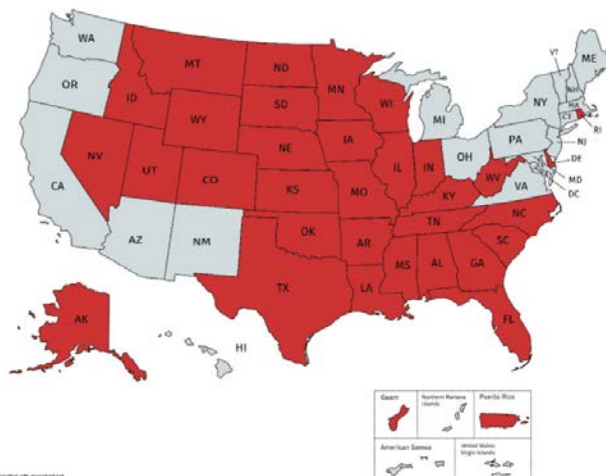 WA
MT
ND
MN
VT
ME
OR
ID
SD
WI
NH
NY
MA
WY
MI
CT
RI
IA
PA
NJ
NE
NV
OH
DE
IL
IN
UT
MD
CO
WV
CA
VA
DC
KS
MO
KY
NC
TN
OK
AZ
NM
AR
SC
MS
AL
GA
TX
LA
AK
FL
HI
Guam
Northern Mariana
Islands
Puerto Rico
American Samoa
United States
Virgin Islands